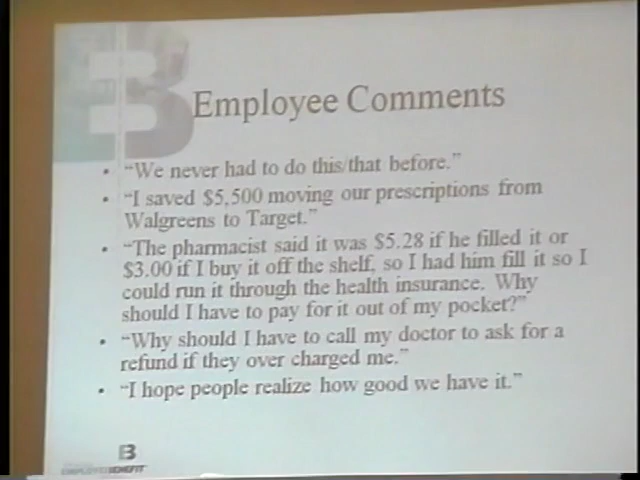 Employee Comments
• "We never had to do this/that before."
• "I saved $5,500 moving our prescriptions from
Walgreens to Target."
• "The pharmacist said it was $5.28 if he filled it or
$3.00 if I buy it off the shelf, so I had him fill it so I
could run it through the health insurance. Why
should I have to pay for it out of my pocket?"
• "Why should I have to call my doctor to ask for a
refund if they over charged me."
• "I hope people realize how good we have it."
B
EMPLOYEE BENEFIT